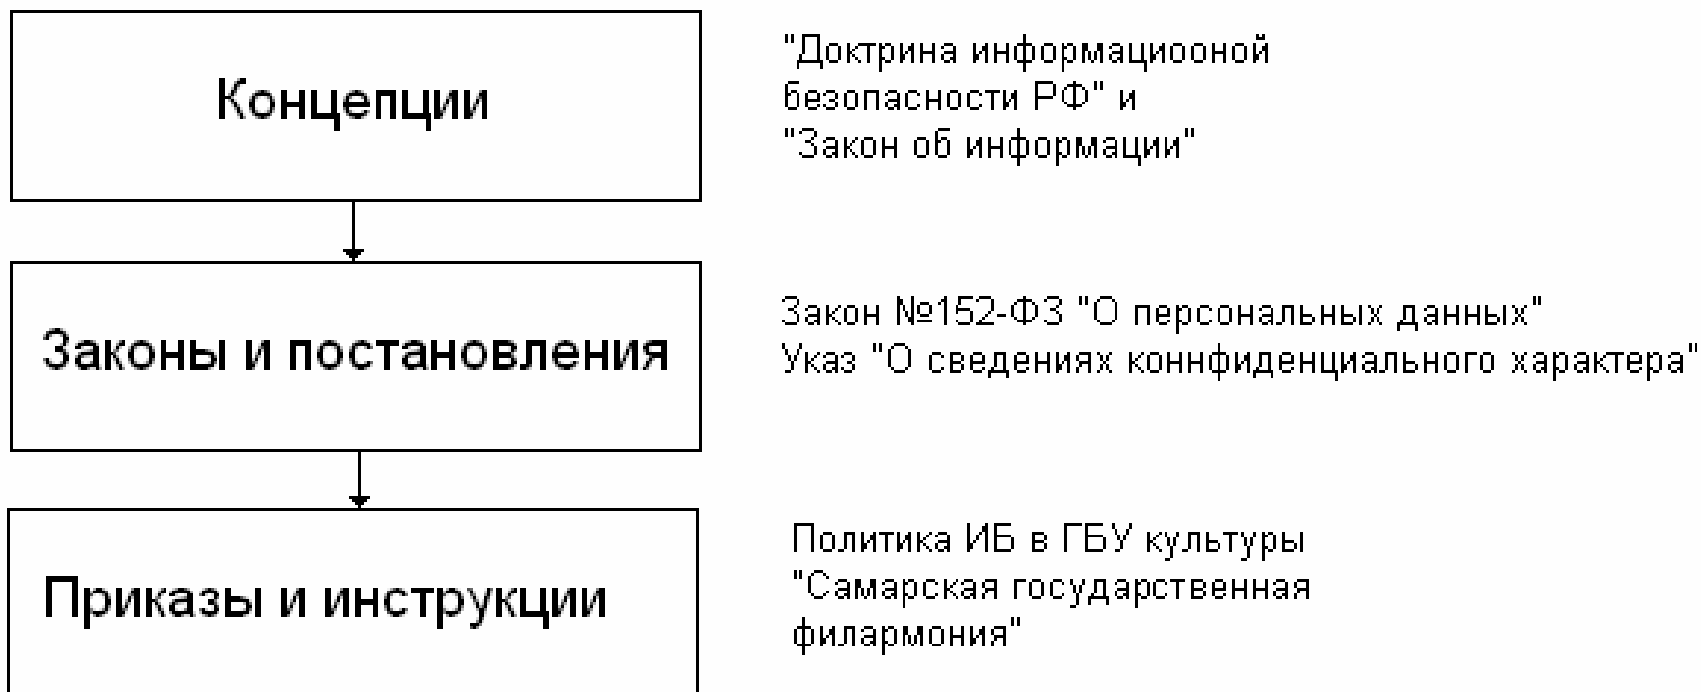 Концепции
"Доктрина информациооной
безопасности РФ" и
"Закон об информации"
Законы и постановления
Закон №152-ФЗ "О персональных данных"
Указ "О сведениях коннфиденциального характера"
Приказы и инструкции
Политика ИБ в ГБУ культуры
"Самарская государственная
филармония"